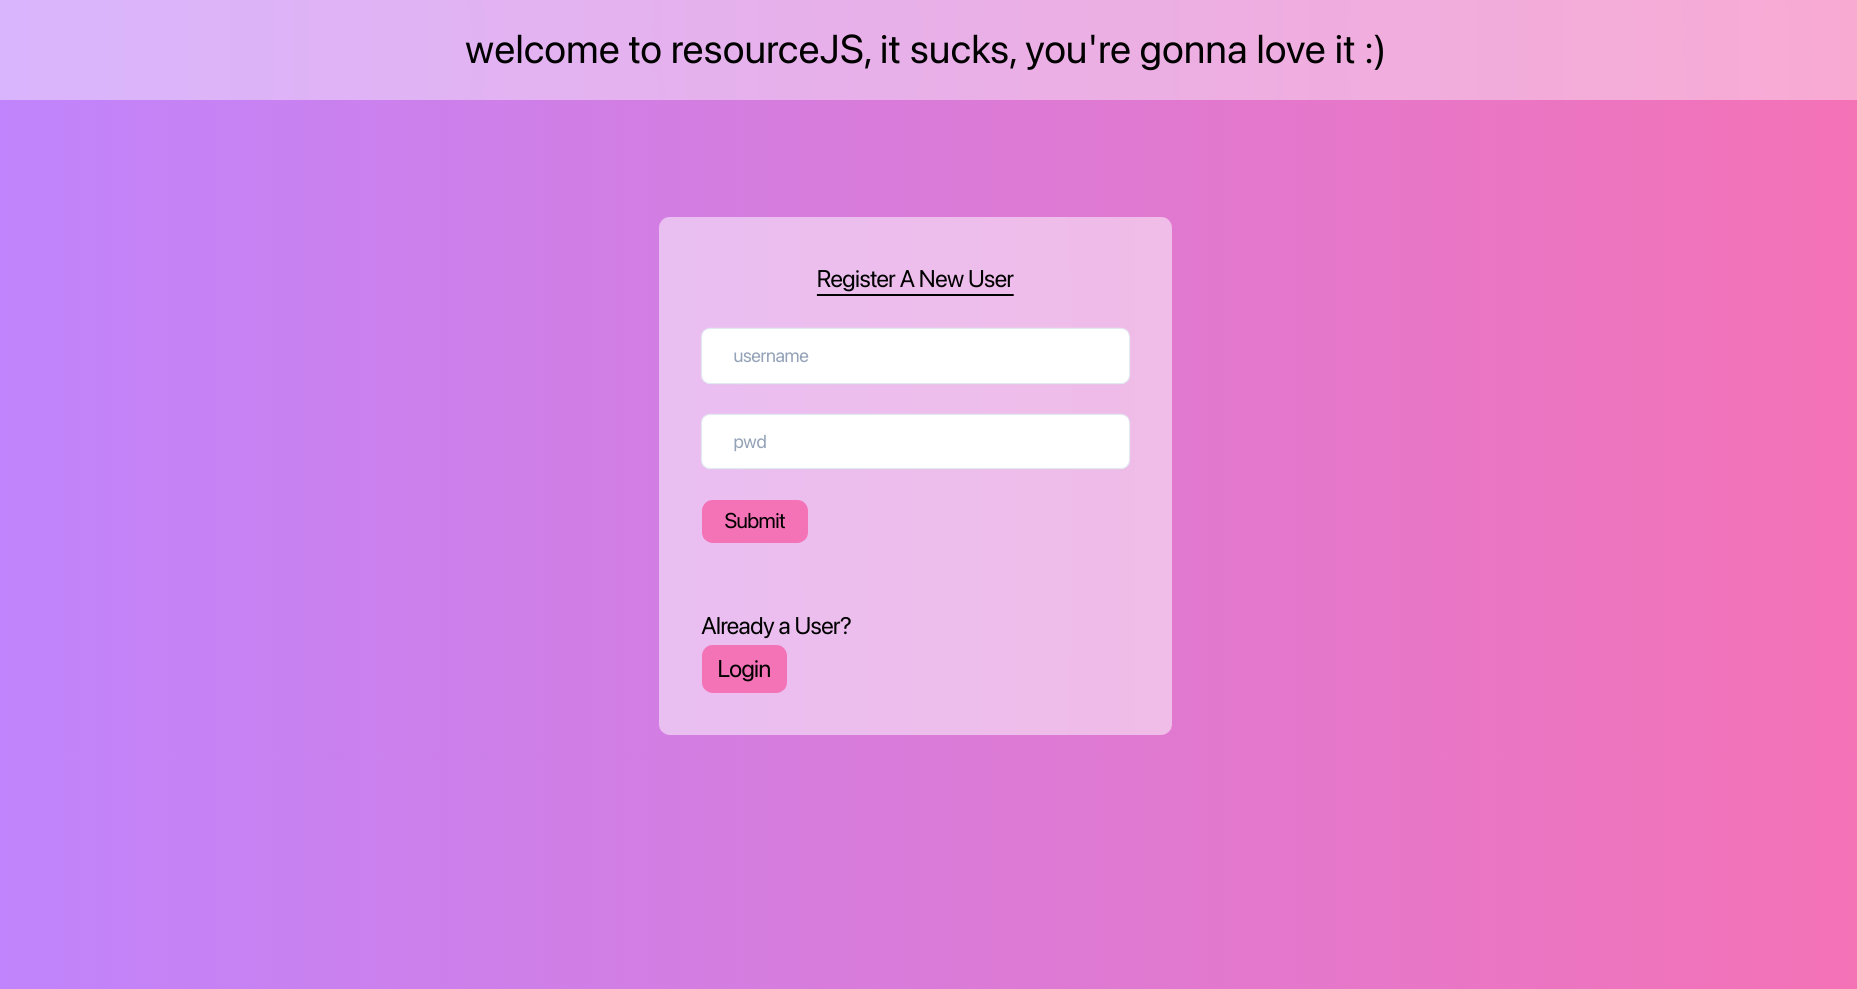 welcome to resourceJS, it sucks, you're gonna love it :)
Register A New User
username
pwd
Submit
Already a User?
Login